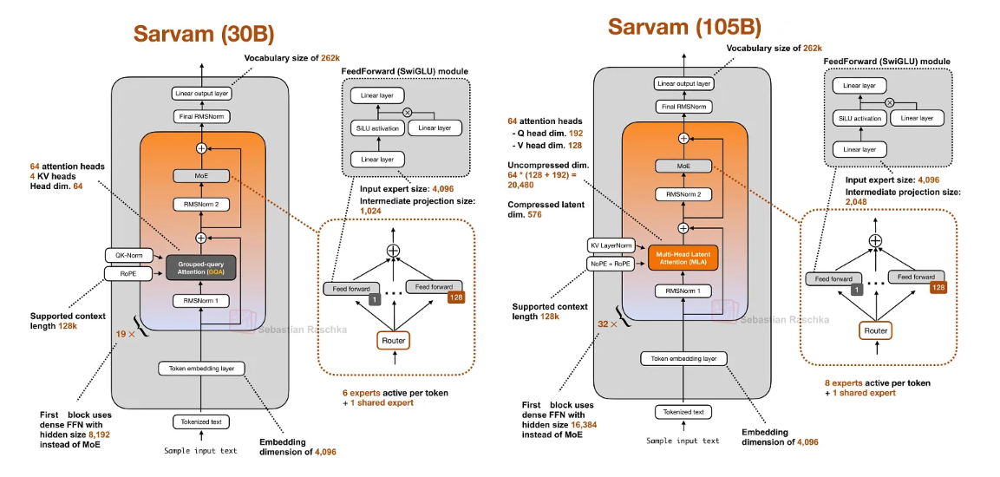 Sarvam (30B)
Vocabulary size of 262k
FeedForward (SwiGLU) module
Linear output layer
Linear layer
Final RMSNorm
SiLU activation
Linear layer
Linear layer
64 attention heads
4 KV heads
Head dim. 64
MoE
Input expert size: 4,096
Intermediate projection size:
1,024
RMSNorm 2
QK-Norm
Grouped-query
Attention (GQA)
RoPE
Feed forward
1
...
Feed forward
128
RMSNorm 1
Supported context
length 128k
Sebastian Raschka
19 ×
Router
Token embedding layer
6 experts active per token
+ 1 shared expert
First block uses
dense FFN with
hidden size 8,192
instead of MoE
Tokenized text
Embedding
dimension of 4,096
Sample input text
Sarvam (105B)
Vocabulary size of 262k
FeedForward (SwiGLU) module
Linear output layer
Linear layer
Final RMSNorm
SiLU activation
Linear layer
Linear layer
64 attention heads
- Q head dim. 192
- V head dim. 128
Uncompressed dim.
64 * (128 + 192) =
20,480
Compressed latent
dim. 576
MoE
Input expert size: 4,096
Intermediate projection size:
2,048
RMSNorm 2
KV LayerNorm
Multi-Head Latent
Attention (MLA)
NoPE + RoPE
Feed forward
1
...
Feed forward
128
RMSNorm 1
Supported context
length 128k
Sebastian Raschka
32 ×
Router
Token embedding layer
8 experts active per token
+ 1 shared expert
First block uses
dense FFN with
hidden size 16,384
instead of MoE
Tokenized text
Embedding
dimension of 4,096
Sample input text